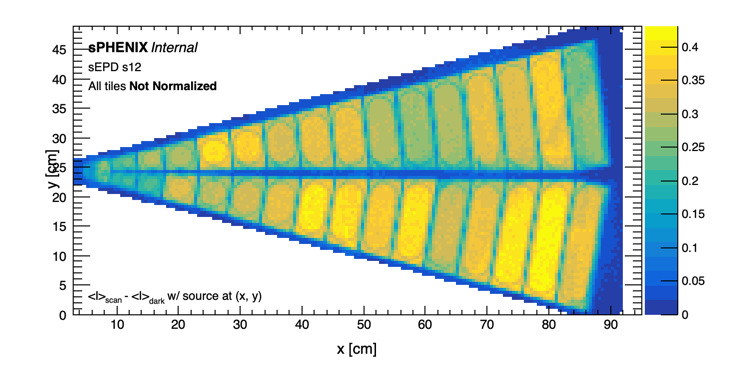 sPHENIX Internal
sEPD s12
All tiles Not Normalized
<I>scan - <I>dark w/ source at (x, y)
y [cm]
45
40
35
30
25
20
15
10
5
0
10 20 30 40 50 60 70 80 90
x [cm]
0.4
0.35
0.3
0.25
0.2
0.15
0.1
0.05
0